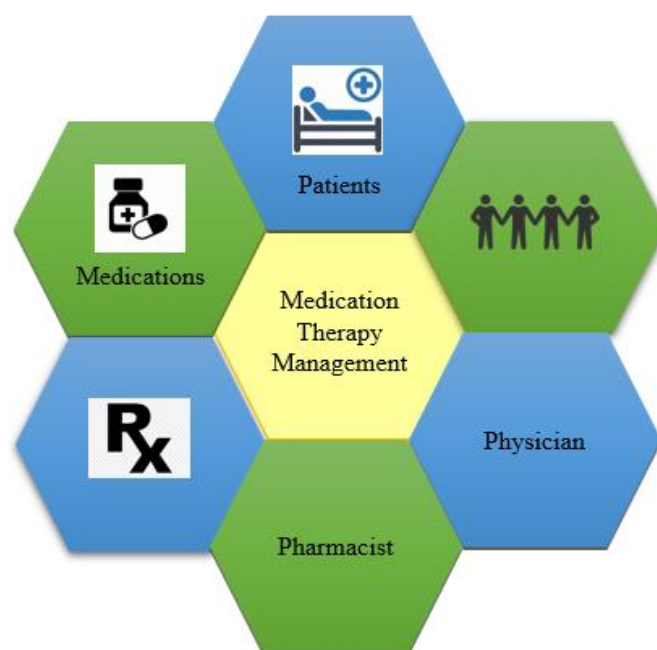 Patients
Medications
Medication
Therapy
Management
Rx
Physician
Pharmacist